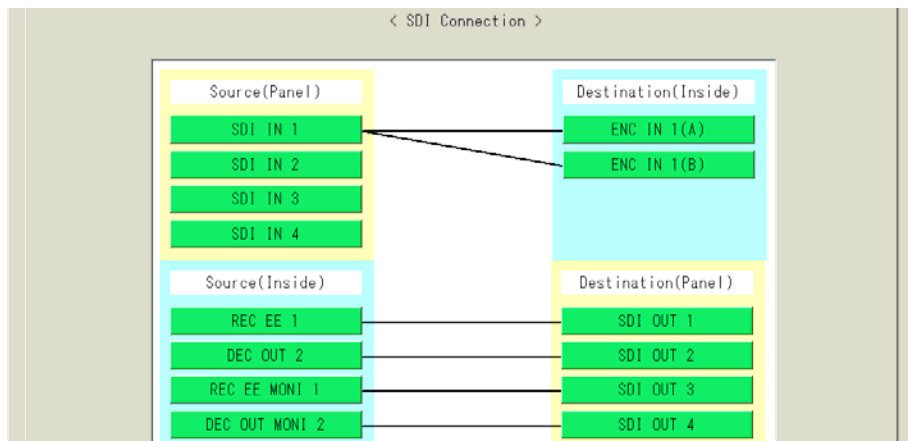 < SDI Connection >
Source(Panel)
SDI IN 1
SDI IN 2
SDI IN 3
SDI IN 4
Destination(Inside)
ENC IN 1(A)
ENC IN 1(B)
Source(Inside)
REC EE 1
DEC OUT 2
REC EE MONI 1
DEC OUT MONI 2
Destination(Panel)
SDI OUT 1
SDI OUT 2
SDI OUT 3
SDI OUT 4